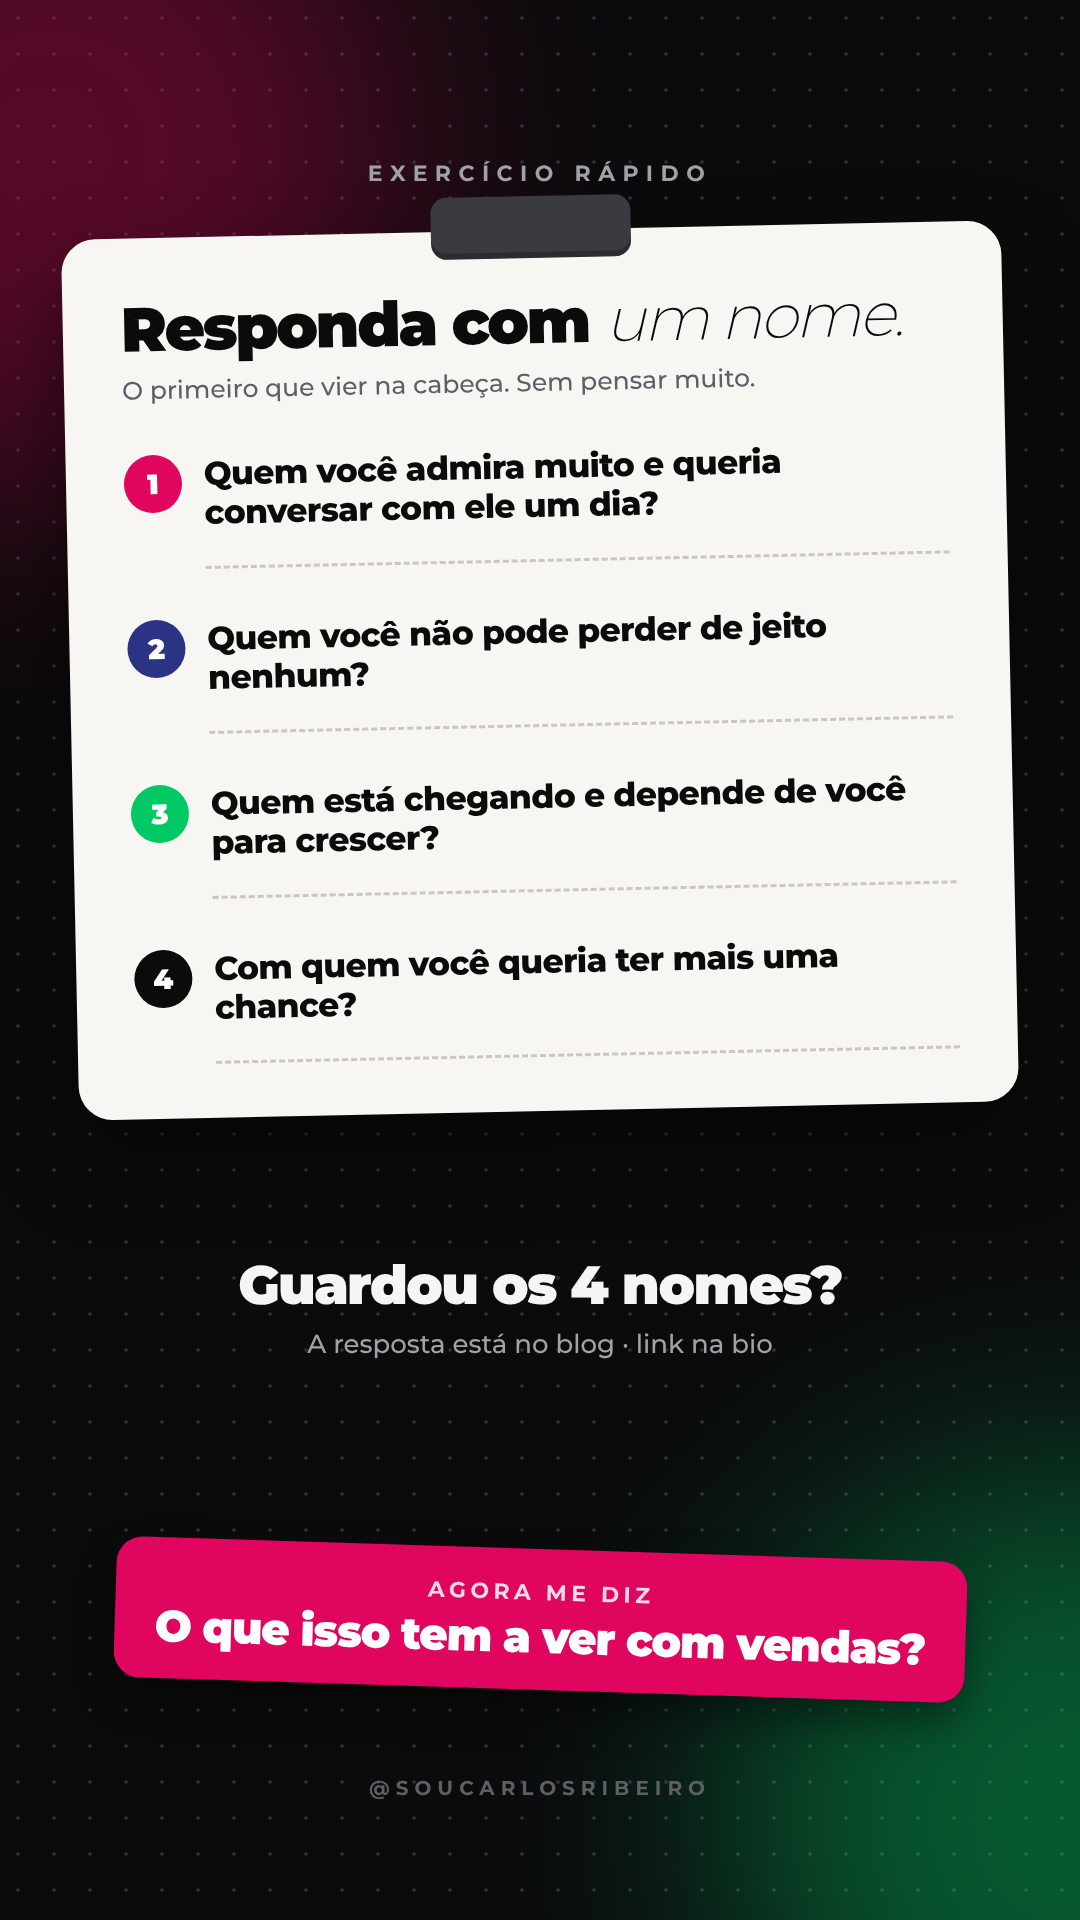 EXERCÍCIO RÁPIDO
Responda com um nome.
O primeiro que vier na cabeça. Sem pensar muito.
1
Quem você admira muito e queria
conversar com ele um dia?
2
Quem você não pode perder de jeito
nenhum?
3
Quem está chegando e depende de você
para crescer?
4
Com quem você queria ter mais uma
chance?
Guardou os 4 nomes?
A resposta está no blog · link na bio
AGORA ME DIZ
O que isso tem a ver com vendas?
@SOUCARLOSRIBEIRO